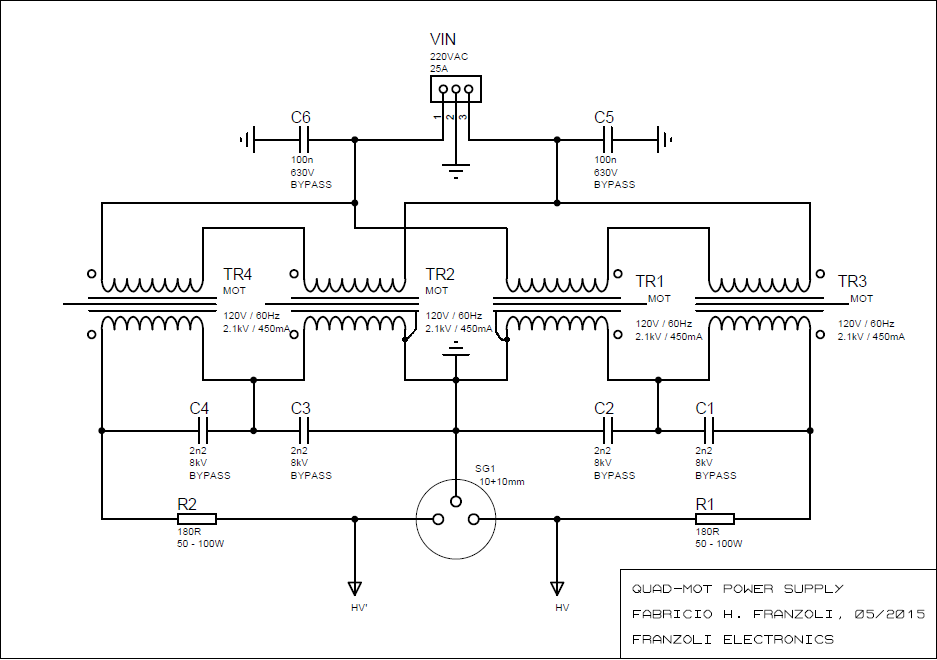 VIN
220VAC
25A
1 2 3
C6
100n
630V
BYPASS
C5
100n
630V
BYPASS
TR4
MOT
120V / 60Hz
2.1kV / 450mA
TR2
MOT
120V / 60Hz
2.1kV / 450mA
TR1
MOT
120V / 60Hz
2.1kV / 450mA
TR3
MOT
120V / 60Hz
2.1kV / 450mA
C4
2n2
8kV
BYPASS
C3
2n2
8kV
BYPASS
C2
2n2
8kV
BYPASS
C1
2n2
8kV
BYPASS
SG1
10+10mm
R2
180R
50 - 100W
R1
180R
50 - 100W
HV'
HV
QUAD-MOT POWER SUPPLY
FABRICIO H. FRANZOLI, 05/2015
FRANZOLI ELECTRONICS